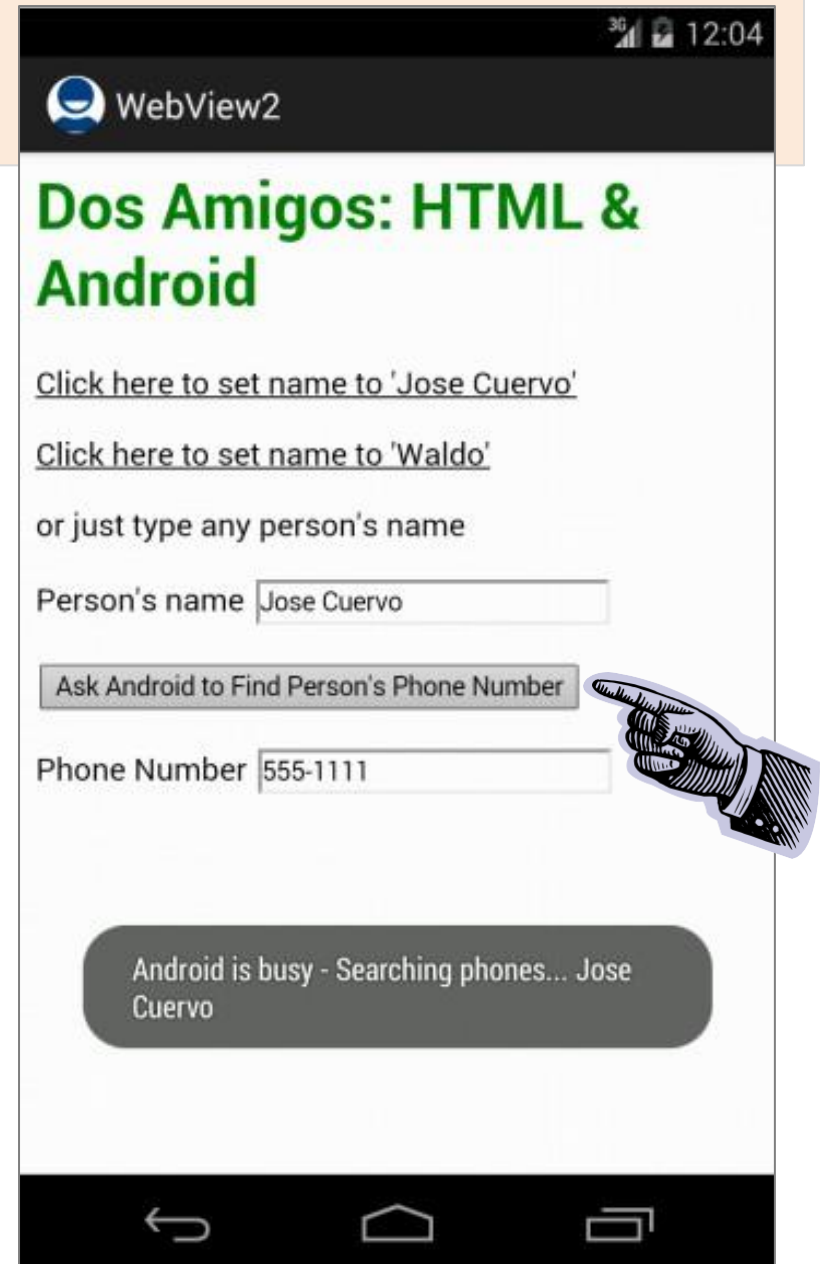 3G 12:04
WebView2
Dos Amigos: HTML &
Android
Click here to set name to 'Jose Cuervo'
Click here to set name to 'Waldo'
or just type any person's name
Person's name Jose Cuervo
Ask Android to Find Person's Phone Number
Phone Number 555-1111
Android is busy - Searching phones... Jose
Cuervo